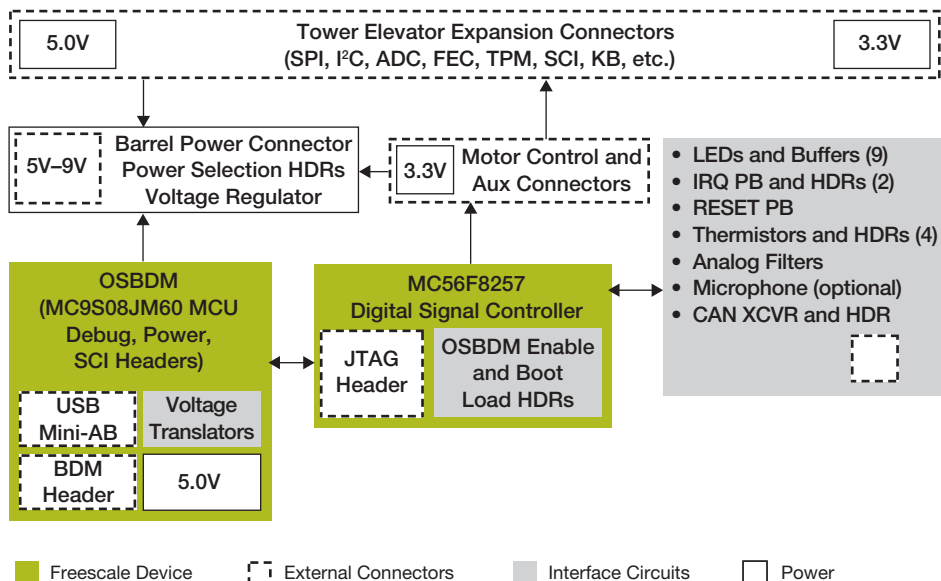 Tower Elevator Expansion Connectors
(SPI, I²C, ADC, FEC, TPM, SCI, KB, etc.)
5.0V
3.3V
5V–9V
Barrel Power Connector
Power Selection HDRs
Voltage Regulator
3.3V
Motor Control and
Aux Connectors
• LEDs and Buffers (9)
• IRQ PB and HDRs (2)
• RESET PB
• Thermistors and HDRs (4)
• Analog Filters
• Microphone (optional)
• CAN XCVR and HDR
OSBDM
(MC9S08JM60 MCU
Debug, Power,
SCI Headers)
USB
Mini-AB
Voltage
Translators
BDM
Header
5.0V
MC56F8257
Digital Signal Controller
JTAG
Header
OSBDM Enable
and Boot
Load HDRs
Freescale Device
External Connectors
Interface Circuits
Power